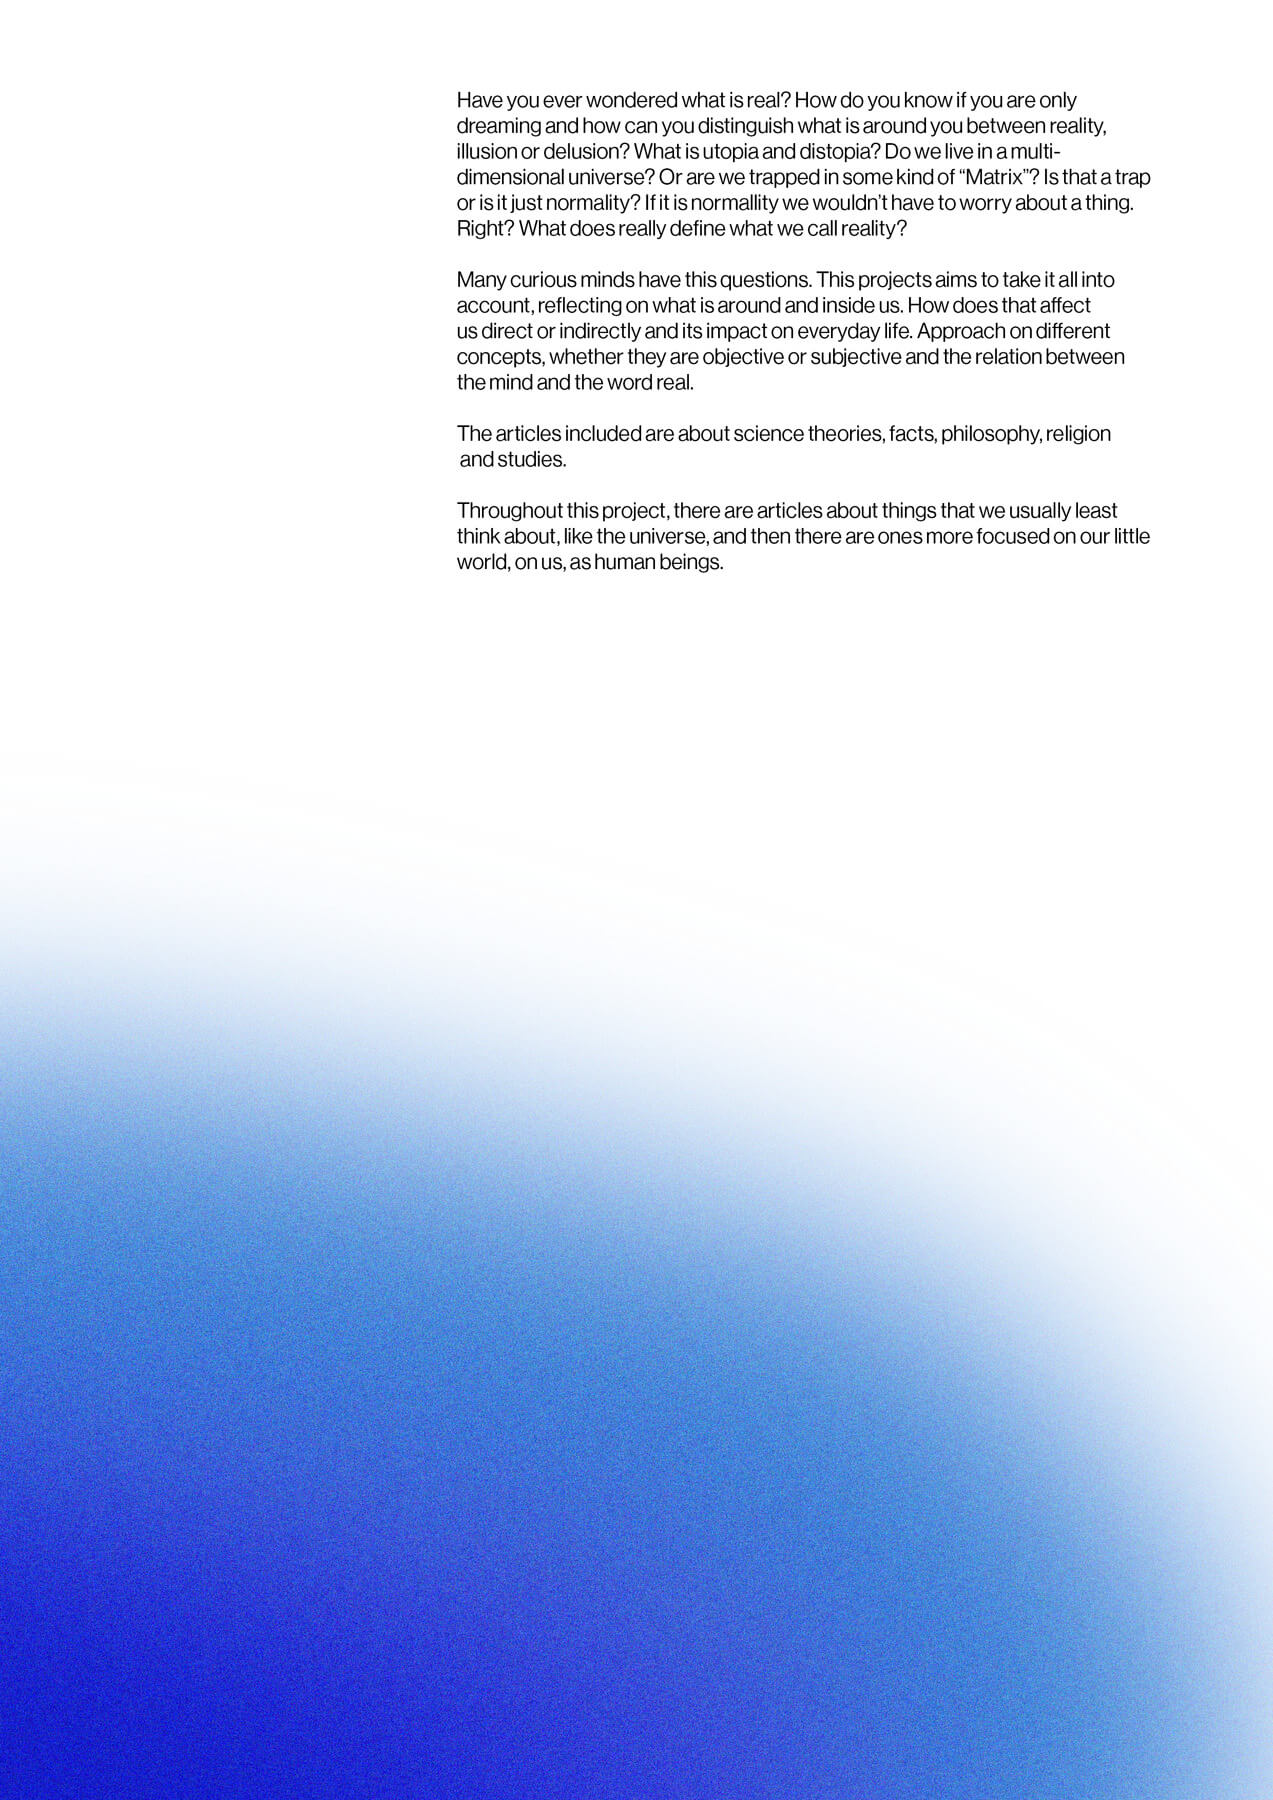 Have you ever wondered what is real? How do you know if you are only
dreaming and how can you distinguish what is around you between reality,
illusion or delusion? What is utopia and distopia? Do we live in a multi-
dimensional universe? Or are we trapped in some kind of “Matrix”? Is that a trap
or is it just normality? If it is normallity we wouldn’t have to worry about a thing.
Right? What does really define what we call reality?
Many curious minds have this questions. This projects aims to take it all into
account, reflecting on what is around and inside us. How does that affect
us direct or indirectly and its impact on everyday life. Approach on different
concepts, whether they are objective or subjective and the relation between
the mind and the word real.
The articles included are about science theories, facts, philosophy, religion
and studies.
Throughout this project, there are articles about things that we usually least
think about, like the universe, and then there are ones more focused on our little
world, on us, as human beings.